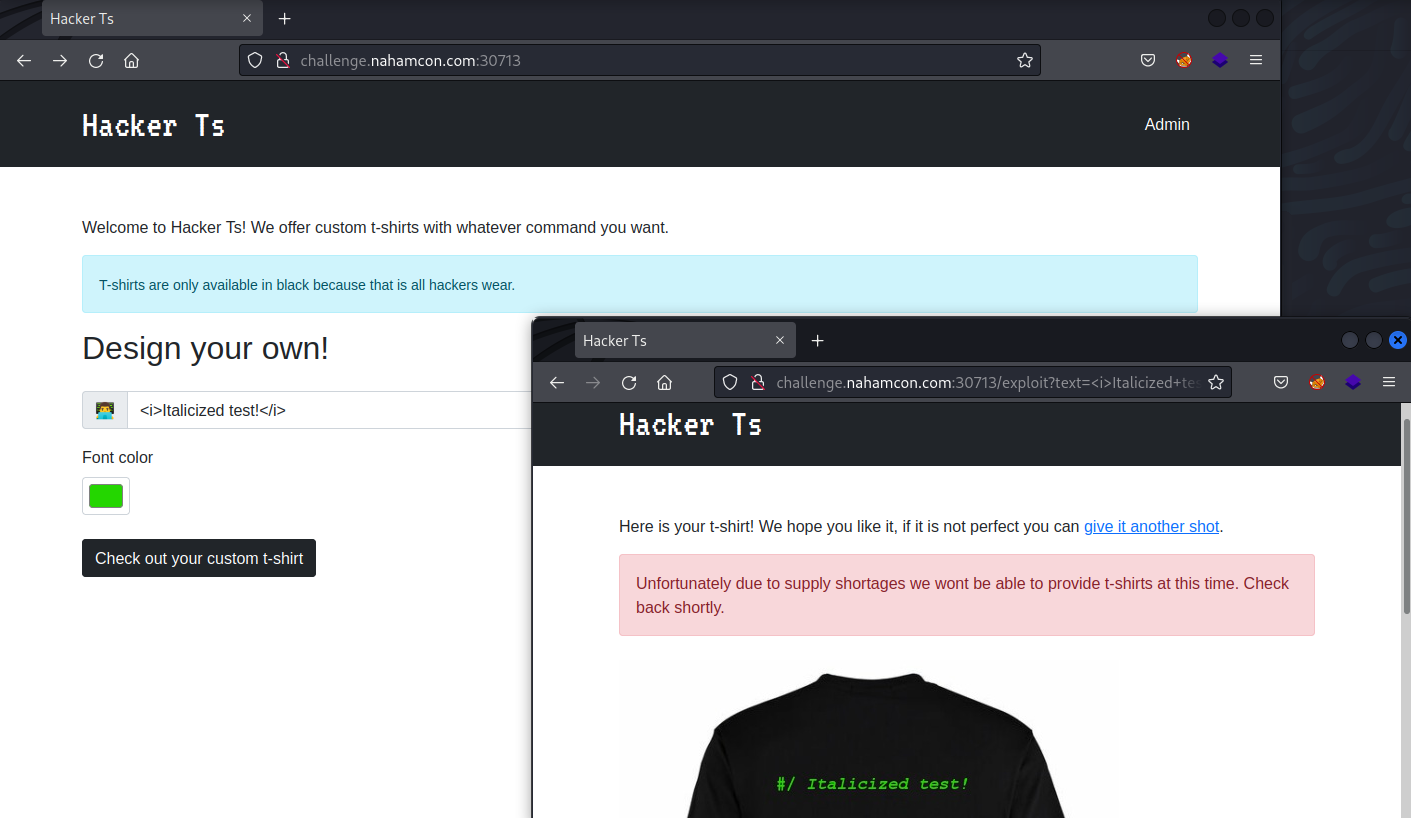 Hacker Ts
challenge.nahamcon.com:30713
Hacker Ts
Admin
Welcome to Hacker Ts! We offer custom t-shirts with whatever command you want.
T-shirts are only available in black because that is all hackers wear.
Design your own!
<i>Italicized test!</i>
Font color
Check out your custom t-shirt
Hacker Ts
challenge.nahamcon.com:30713/exploit?text=<i>Italicized+tes
Hacker Ts
Here is your t-shirt! We hope you like it, if it is not perfect you can give it another shot.
Unfortunately due to supply shortages we wont be able to provide t-shirts at this time. Check
back shortly.
#/ Italicized test!